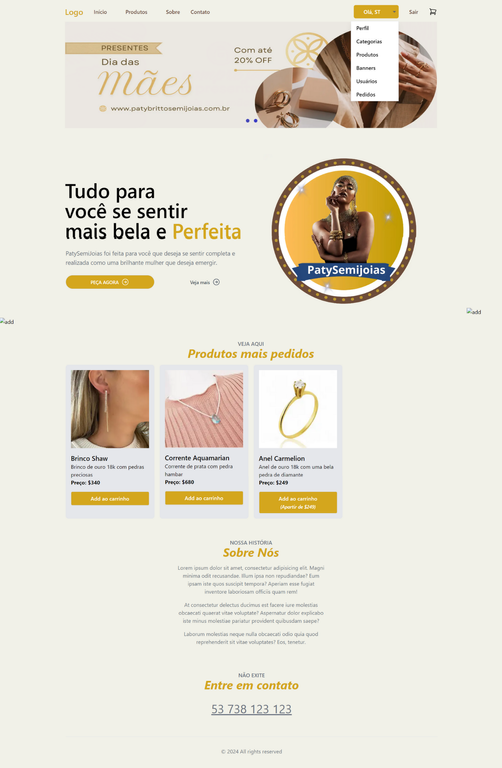 Logo
Início
Produtos
Sobre
Contato
Olá, ST
Sair
Perfil
Categorias
Produtos
Banners
Usuários
Pedidos
PRESENTES
Dia das
mães
www.patybrittosemijoias.com.br
Com até
20% OFF
Tudo para
você se sentir
mais bela e Perfeita
PatySemiJoias foi feita para você que deseja se sentir completa e
realizada como uma brilhante mulher que deseja emergir.
PEÇA AGORA
Veja mais
PatySemijoias
add
add
VEJA AQUI
Produtos mais pedidos
Brinco Shaw
Brinco de ouro 18k com pedras
preciosas
Preço: $340
Add ao carrinho
Corrente Aquamarian
Corrente de prata com pedra
hambar
Preço: $680
Add ao carrinho
Anel Carmelion
Anel de ouro 18k com uma bela
pedra de diamante
Preço: $249
Add ao carrinho
(Apartir de $249)
NOSSA HISTÓRIA
Sobre Nós
Lorem ipsum dolor sit amet, consectetur adipisicing elit. Magni
minima odit recusandae. Illum ipsa non repudiandae? Eum
ipsam iste quos suscipit tempora? Aperiam esse fugiat
inventore laboriosam officiis quam rem!
At consectetur delectus ducimus est facere iure molestias
obcaecati quaerat vitae voluptate? Aspernatur dolor explicabo
iste minus molestiae pariatur provident quibusdam saepe?
Laborum molestias neque nulla obcaecati odio quia quod
reprehenderit sit vitae voluptates? Eos, tenetur.
NÃO EXITE
Entre em contato
53 738 123 123
© 2024 All rights reserved